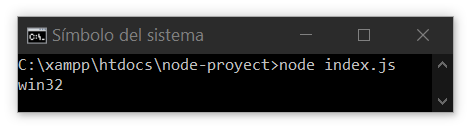 Símbolo del sistema
C:\xampp\htdocs\node-proyect>node index.js
win32